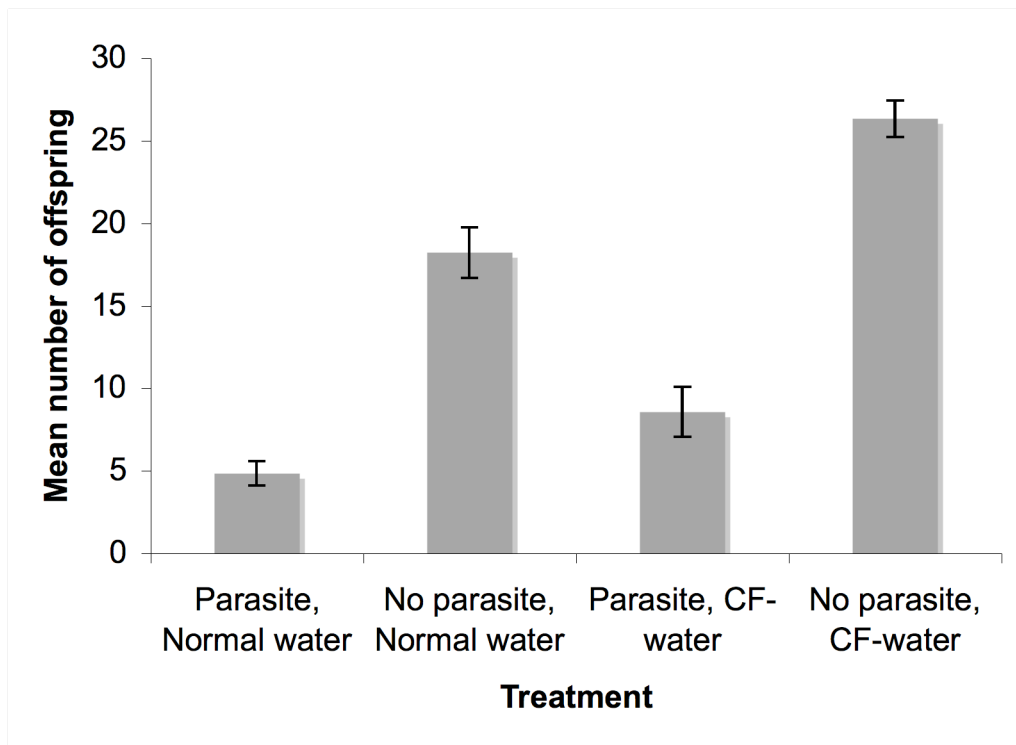 Mean number of offspring
30
25
20
15
10
5
0
Parasite,
Normal water
No parasite,
Normal water
Parasite, CF-
water
No parasite,
CF-water
Treatment